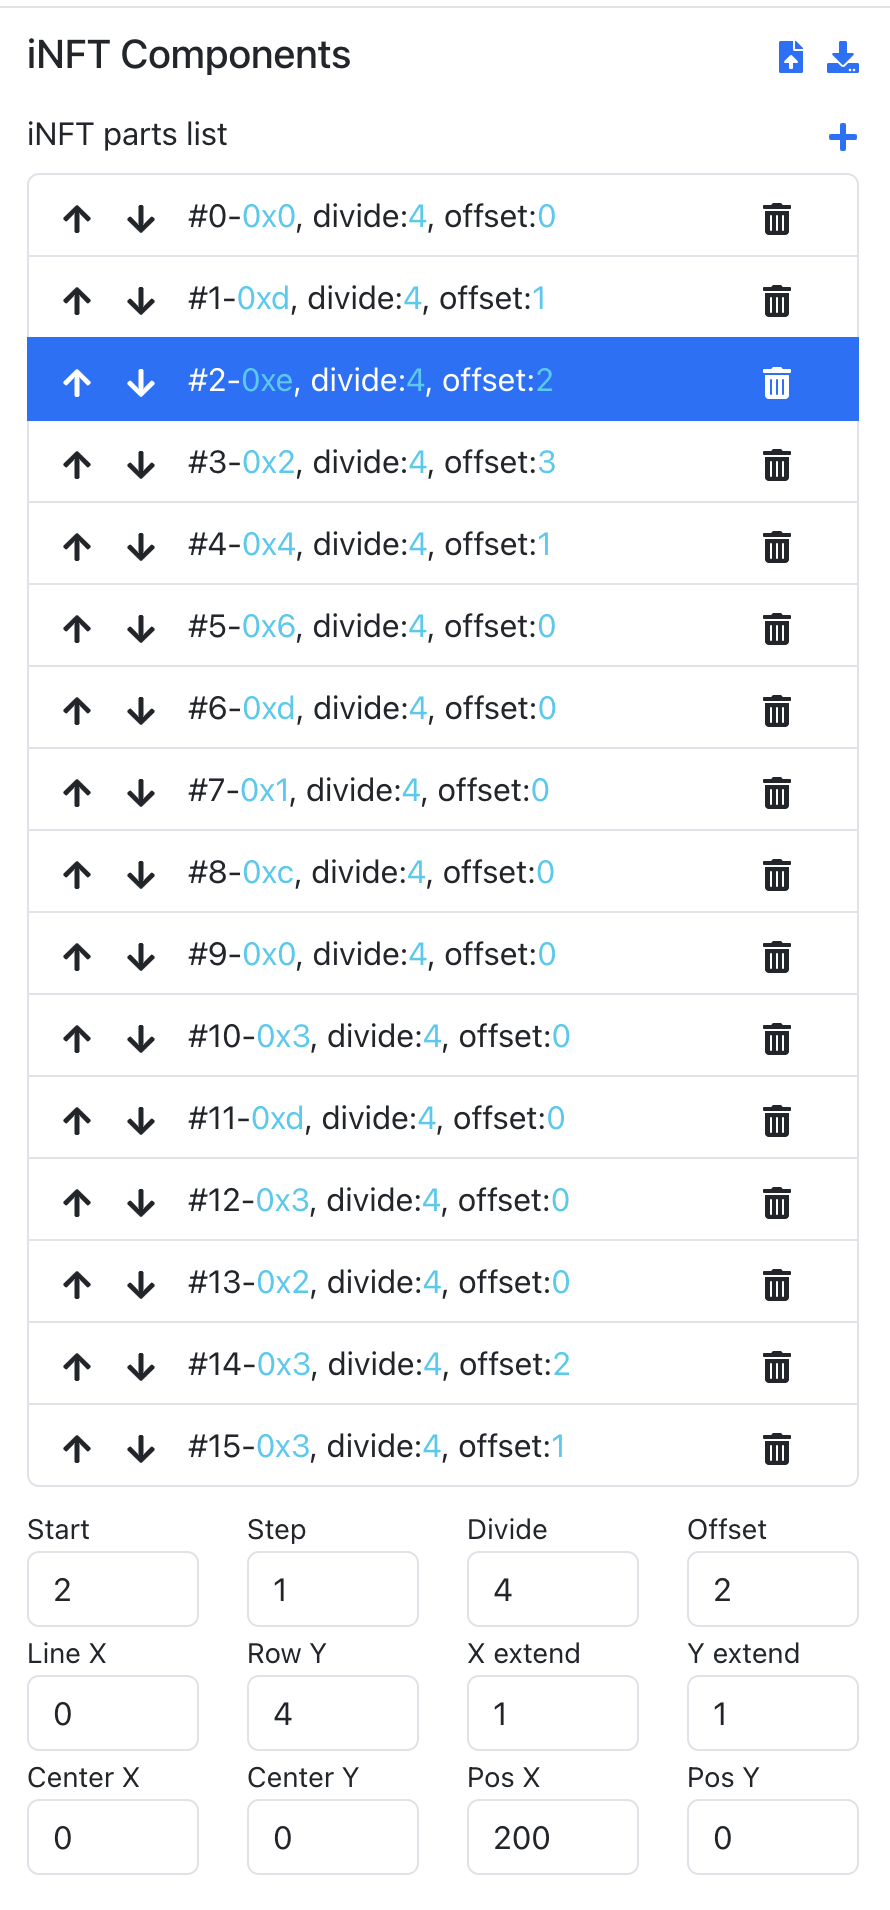 iNFT Components
iNFT parts list
#0-0x0, divide:4, offset:0
#1-0xd, divide:4, offset:1
#2-0xe, divide:4, offset:2
#3-0x2, divide:4, offset:3
#4-0x4, divide:4, offset:1
#5-0x6, divide:4, offset:0
#6-0xd, divide:4, offset:0
#7-0x1, divide:4, offset:0
#8-0xc, divide:4, offset:0
#9-0x0, divide:4, offset:0
#10-0x3, divide:4, offset:0
#11-0xd, divide:4, offset:0
#12-0x3, divide:4, offset:0
#13-0x2, divide:4, offset:0
#14-0x3, divide:4, offset:2
#15-0x3, divide:4, offset:1
Start Step Divide Offset
2 1 4 2
Line X Row Y X extend Y extend
0 4 1 1
Center X Center Y Pos X Pos Y
0 0 200 0